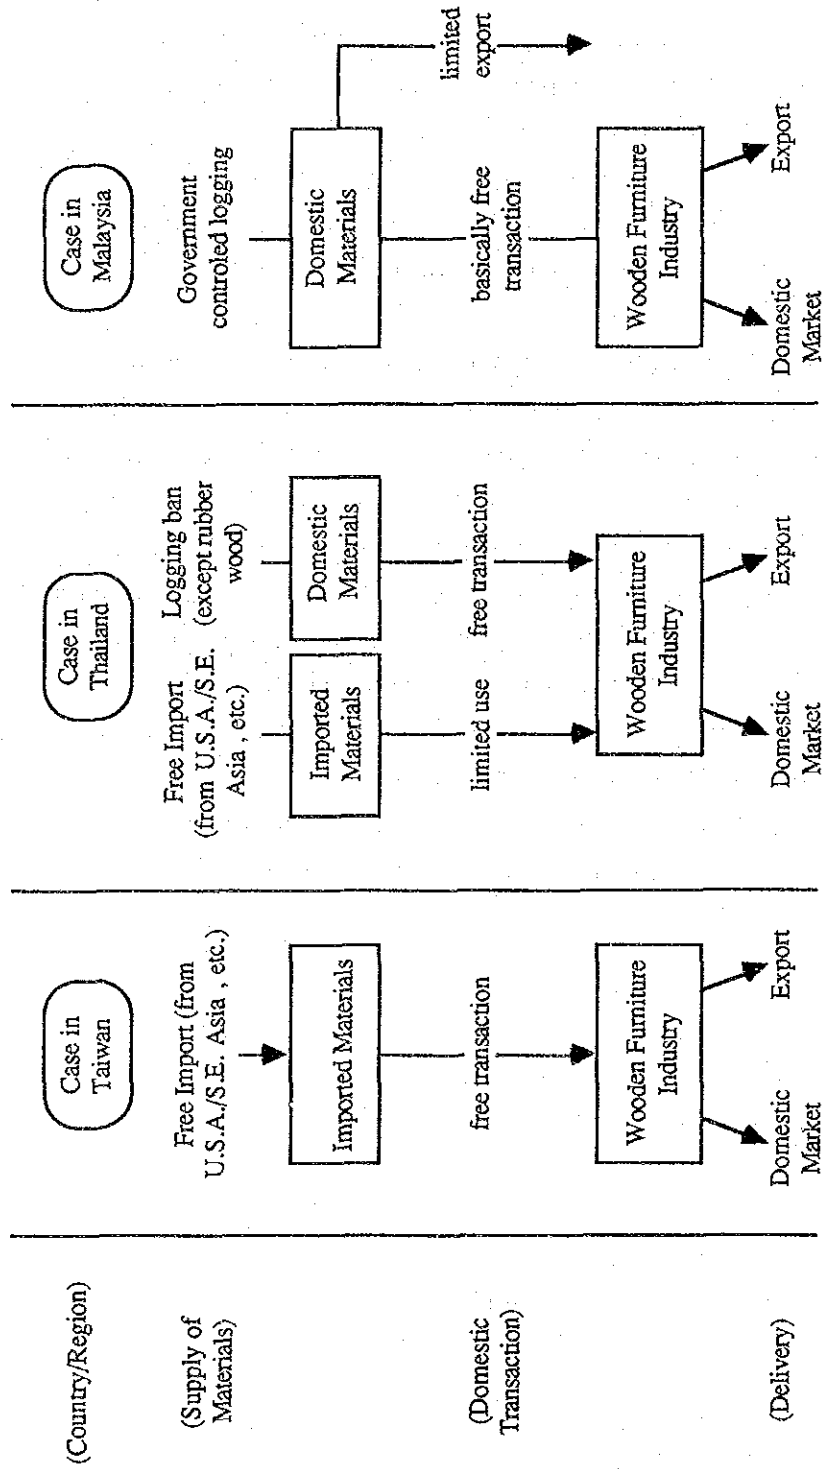 (Country/Region)
Case in
Taiwan
Case in
Thailand
Case in
Malaysia
(Supply of
Materials)
Free Import (from
U.S.A./S.E. Asia , etc.)
Free Import
(from U.S.A./S.E.
Asia , etc.)
Logging ban
(except rubber
wood)
Government
controled logging
Imported Materials
Imported
Materials
Domestic
Materials
Domestic
Materials
(Domestic
Transaction)
free transaction
limited use
free transaction
basically free
transaction
limited
export
Wooden Furniture
Industry
Wooden Furniture
Industry
Wooden Furniture
Industry
(Delivery)
Domestic
Market
Export
Domestic
Market
Export
Domestic
Market
Export